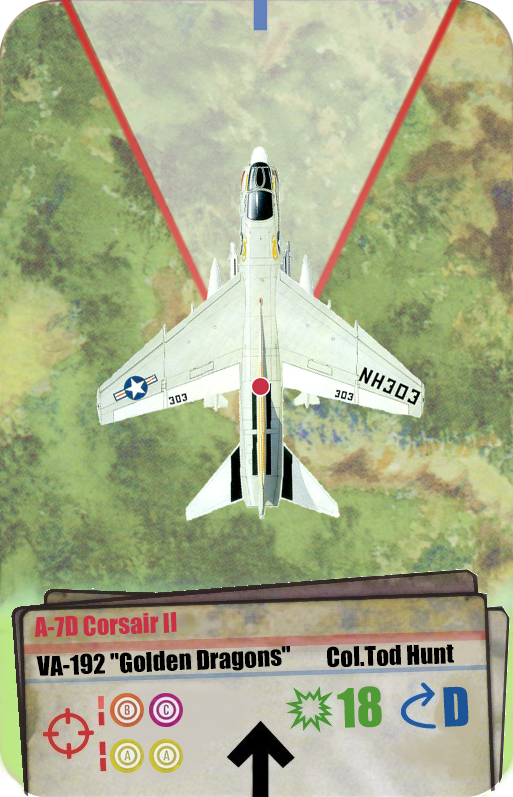 NH303
303
303
A-7D Corsair II
VA-192 "Golden Dragons" Col.Tod Hunt
B C
18 D
A A